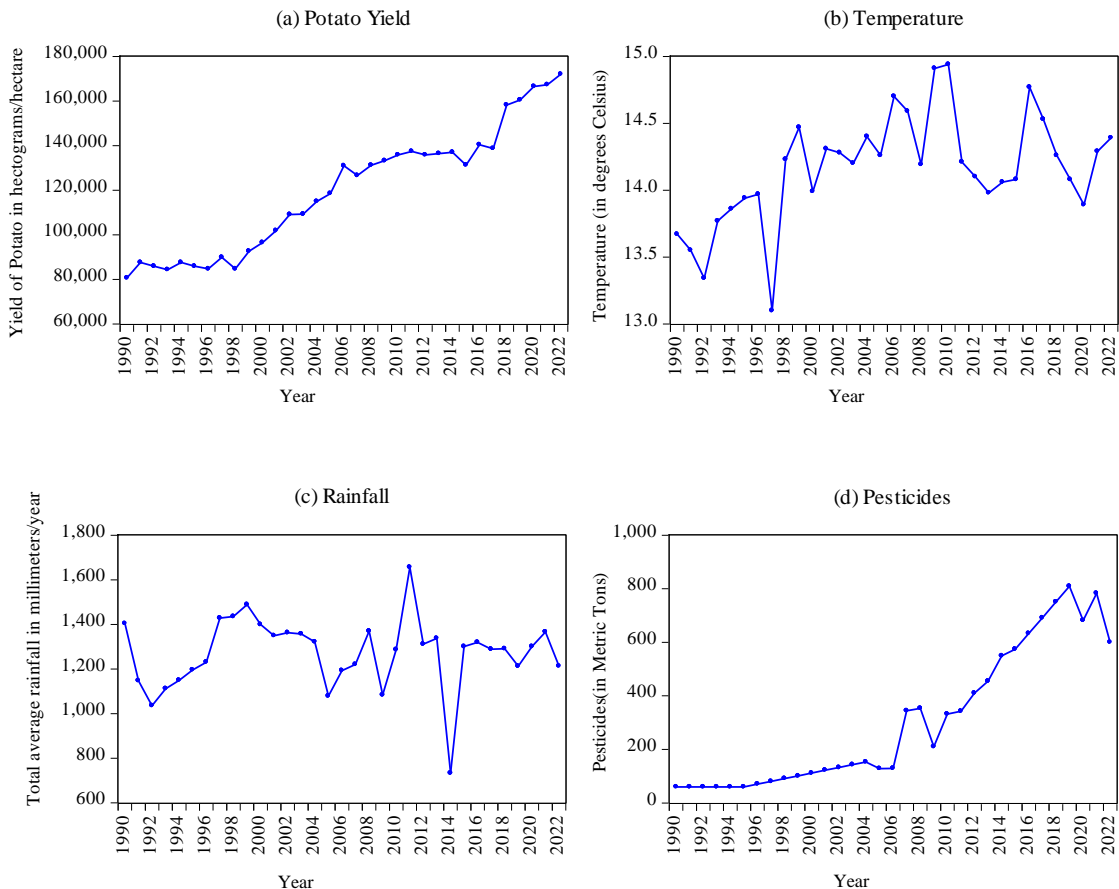 (a) Potato Yield
Yield of Potato in hectograms/hectare
180,000
160,000
140,000
120,000
100,000
80,000
60,000
1990 1992 1994 1996 1998 2000 2002 2004 2006 2008 2010 2012 2014 2016 2018 2020 2022
Year
(b) Temperature
Temperature (in degrees Celsius)
15.0
14.5
14.0
13.5
13.0
1990 1992 1994 1996 1998 2000 2002 2004 2006 2008 2010 2012 2014 2016 2018 2020 2022
Year
(c) Rainfall
Total average rainfall in millimeters/year
1,800
1,600
1,400
1,200
1,000
800
600
1990 1992 1994 1996 1998 2000 2002 2004 2006 2008 2010 2012 2014 2016 2018 2020 2022
Year
(d) Pesticides
Pesticides(in Metric Tons)
1,000
800
600
400
200
0
1990 1992 1994 1996 1998 2000 2002 2004 2006 2008 2010 2012 2014 2016 2018 2020 2022
Year